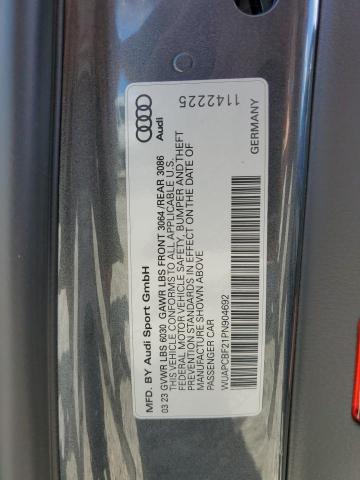 MFD. BY Audi Sport GmbH
03 23 GVWR LBS 6030 GAWR LBS FRONT 3064 /REAR 3086
THIS VEHICLE CONFORMS TO ALL APPLICABLE U.S.
FEDERAL MOTOR VEHICLE SAFETY, BUMPER AND THEFT
PREVENTION STANDARDS IN EFFECT ON THE DATE OF
MANUFACTURE SHOWN ABOVE
PASSENGER CAR
WUAPCBF21PN904692
Audi
1142225
GERMANY